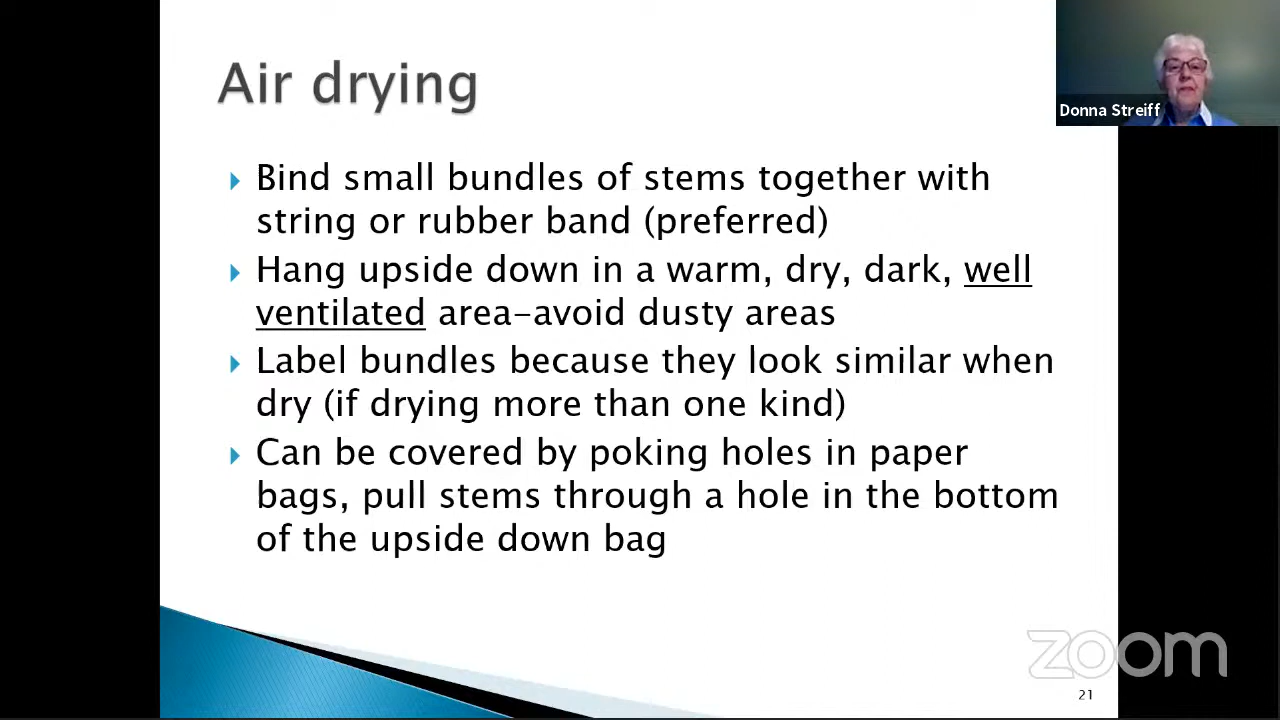 Air drying
Donna Streiff
Bind small bundles of stems together with
string or rubber band (preferred)
Hang upside down in a warm, dry, dark, well
ventilated area-avoid dusty areas
Label bundles because they look similar when
dry (if drying more than one kind)
Can be covered by poking holes in paper
bags, pull stems through a hole in the bottom
of the upside down bag
zoom
21